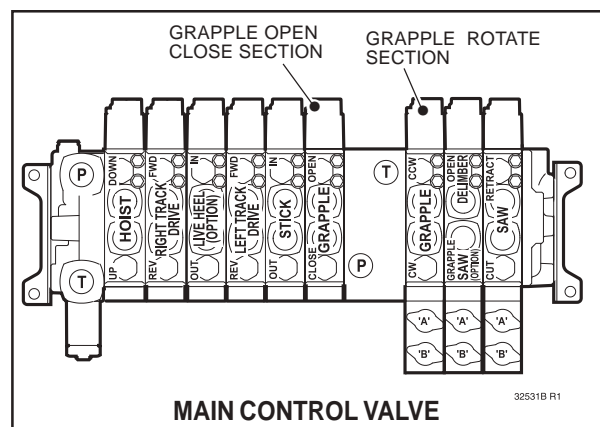 GRAPPLE OPEN
CLOSE SECTION
GRAPPLE ROTATE
SECTION
P
T
DOWN
HOIST
UP
FWD
RIGHT TRACK
DRIVE
REV
IN
LIVE HEEL
(OPTION)
OUT
FWD
LEFT TRACK
DRIVE
REV
IN
STICK
OUT
OPEN
GRAPPLE
CLOSE
T
P
CCW
GRAPPLE
CW
OPEN
DELIMBER
GRAPPLE
SAW
(OPTION)
RETRACT
SAW
CUT
'A' 'A' 'A'
'B' 'B' 'B'
32531B R1
MAIN CONTROL VALVE